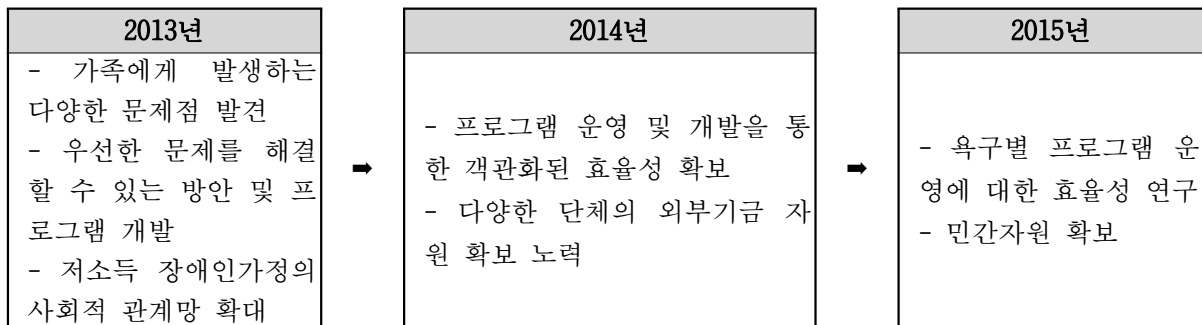 2013년
- 가족에게 발생하는
다양한 문제점 발견
- 우선한 문제를 해결
할 수 있는 방안 및 프
로그램 개발
- 저소득 장애인가정의
사회적 관계망 확대
➡
2014년
- 프로그램 운영 및 개발을 통
한 객관화된 효율성 확보
- 다양한 단체의 외부기금 자
원 확보 노력
➡
2015년
- 욕구별 프로그램 운
영에 대한 효율성 연구
- 민간자원 확보